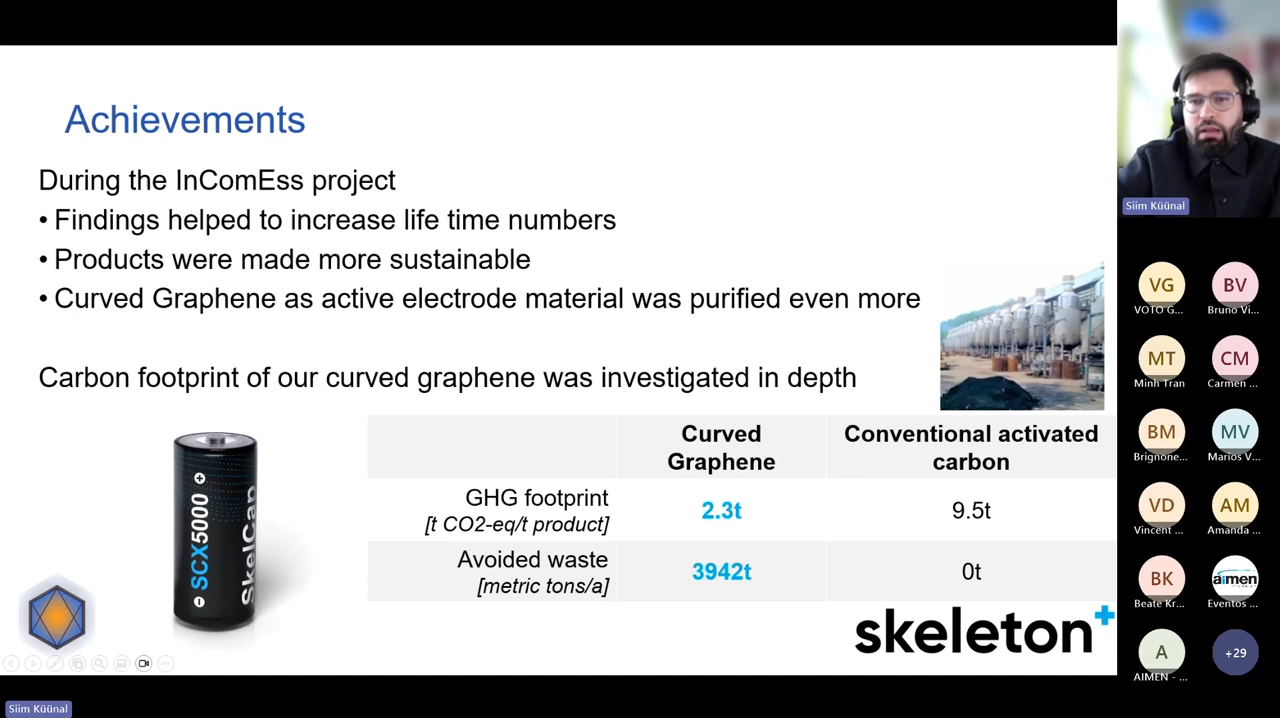 Achievements
During the InComEss project
• Findings helped to increase life time numbers
• Products were made more sustainable
• Curved Graphene as active electrode material was purified even more
Carbon footprint of our curved graphene was investigated in depth
Curved Graphene
Conventional activated carbon
GHG footprint
[t CO2-eq/t product]
2.3t
9.5t
Avoided waste
[metric tons/a]
3942t
0t
SCX5000
SkelCap
skeleton+
Siim Küünal
VG
VOTO G...
BV
Bruno Vi...
MT
Minh Tran
CM
Carmen ...
BM
Brignone...
MV
Marios V...
VD
Vincent ...
AM
Amanda ...
BK
Beate Kr...
aimen
Eventos ...
A
AIMEN - ...
+29
Siim Küünal